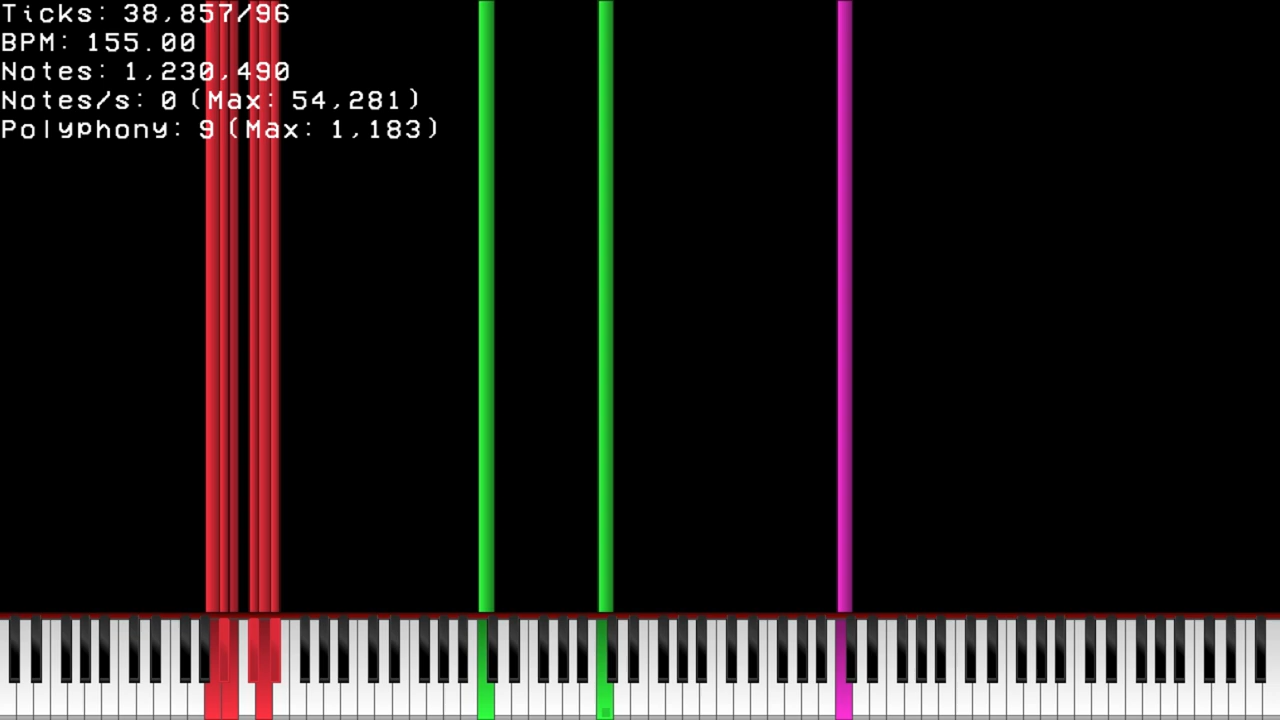 Ticks: 38,857/96
BPM: 155.00
Notes: 1,230,490
Notes/s: 0 (Max: 54,281)
Polyphony: 9 (Max: 1,183)